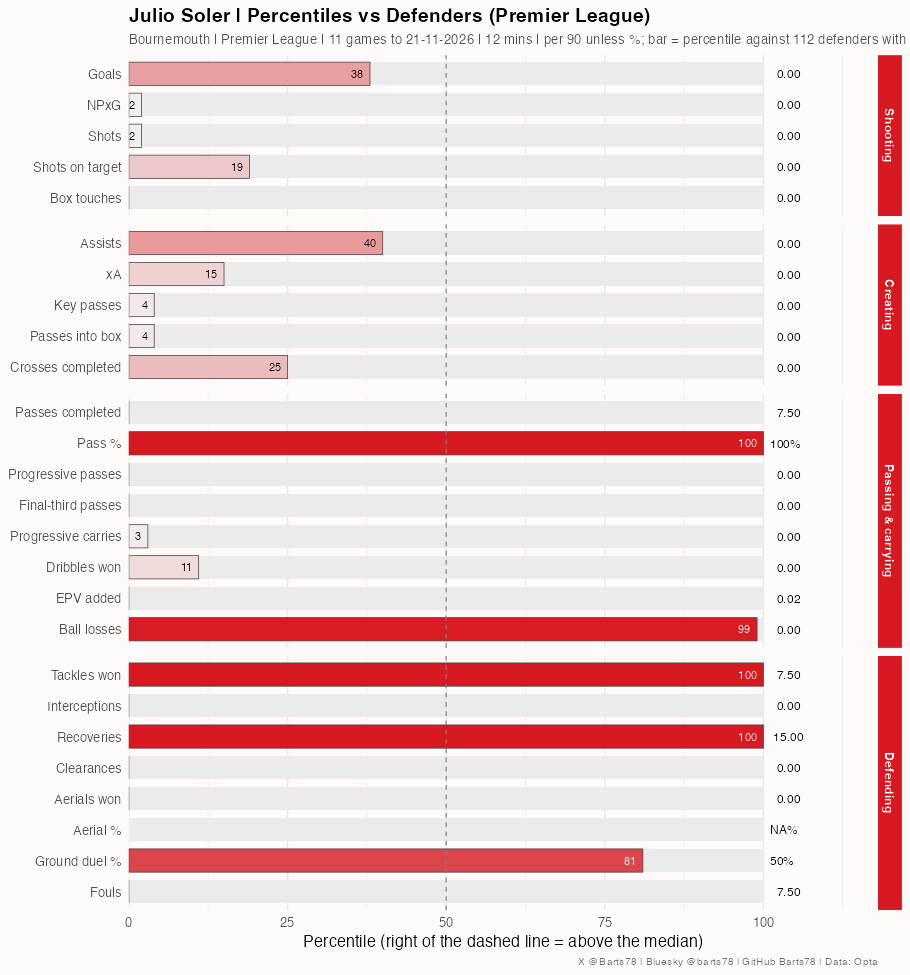 Julio Soler I Percentiles vs Defenders (Premier League)
Bournemouth I Premier League I 11 games to 21-11-2026 I 12 mins I per 90 unless %; bar = percentile against 112 defenders with
Goals 38 0.00
NPxG 2 0.00
Shots 2 0.00
Shots on target 19 0.00
Box touches 0.00
Shooting
Assists 40 0.00
xA 15 0.00
Key passes 4 0.00
Passes into box 4 0.00
Crosses completed 25 0.00
Creating
Passes completed 7.50
Pass % 100 100%
Progressive passes 0.00
Final-third passes 0.00
Progressive carries 3 0.00
Dribbles won 11 0.00
EPV added 0.02
Ball losses 99 0.00
Passing & carrying
Tackles won 100 7.50
Interceptions 0.00
Recoveries 100 15.00
Clearances 0.00
Aerials won 0.00
Aerial % NA%
Ground duel % 81 50%
Fouls 7.50
Defending
0 25 50 75 100
Percentile (right of the dashed line = above the median)
X @Barts78 I Bluesky @barts78 I GitHub Barts78 I Data: Opta